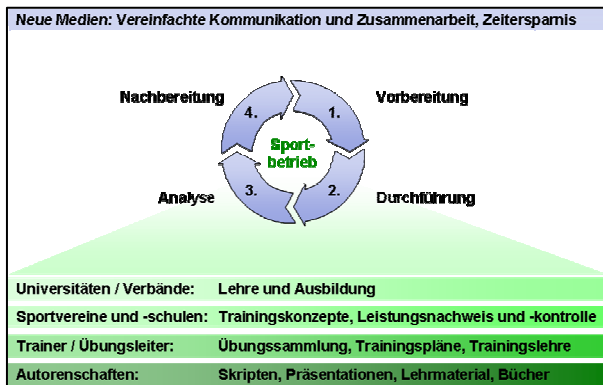 Neue Medien: Vereinfachte Kommunikation und Zusammenarbeit, Zeitersparnis
Nachbereitung
4.
1.
Vorbereitung
Sport-
betrieb
Analyse
3.
2.
Durchführung
Universitäten / Verbände: Lehre und Ausbildung
Sportvereine und -schulen: Trainingskonzepte, Leistungsnachweis und -kontrolle
Trainer / Übungsleiter: Übungssammlung, Trainingspläne, Trainingslehre
Autorenschaften: Skripten, Präsentationen, Lehrmaterial, Bücher